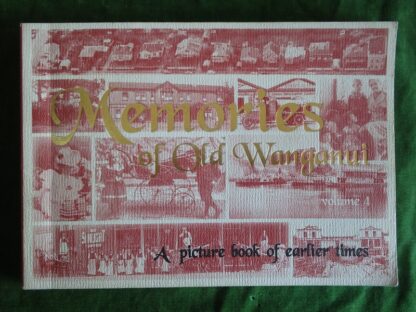 Memories
of Old Wanganui
volume 4
A picture book of earlier times